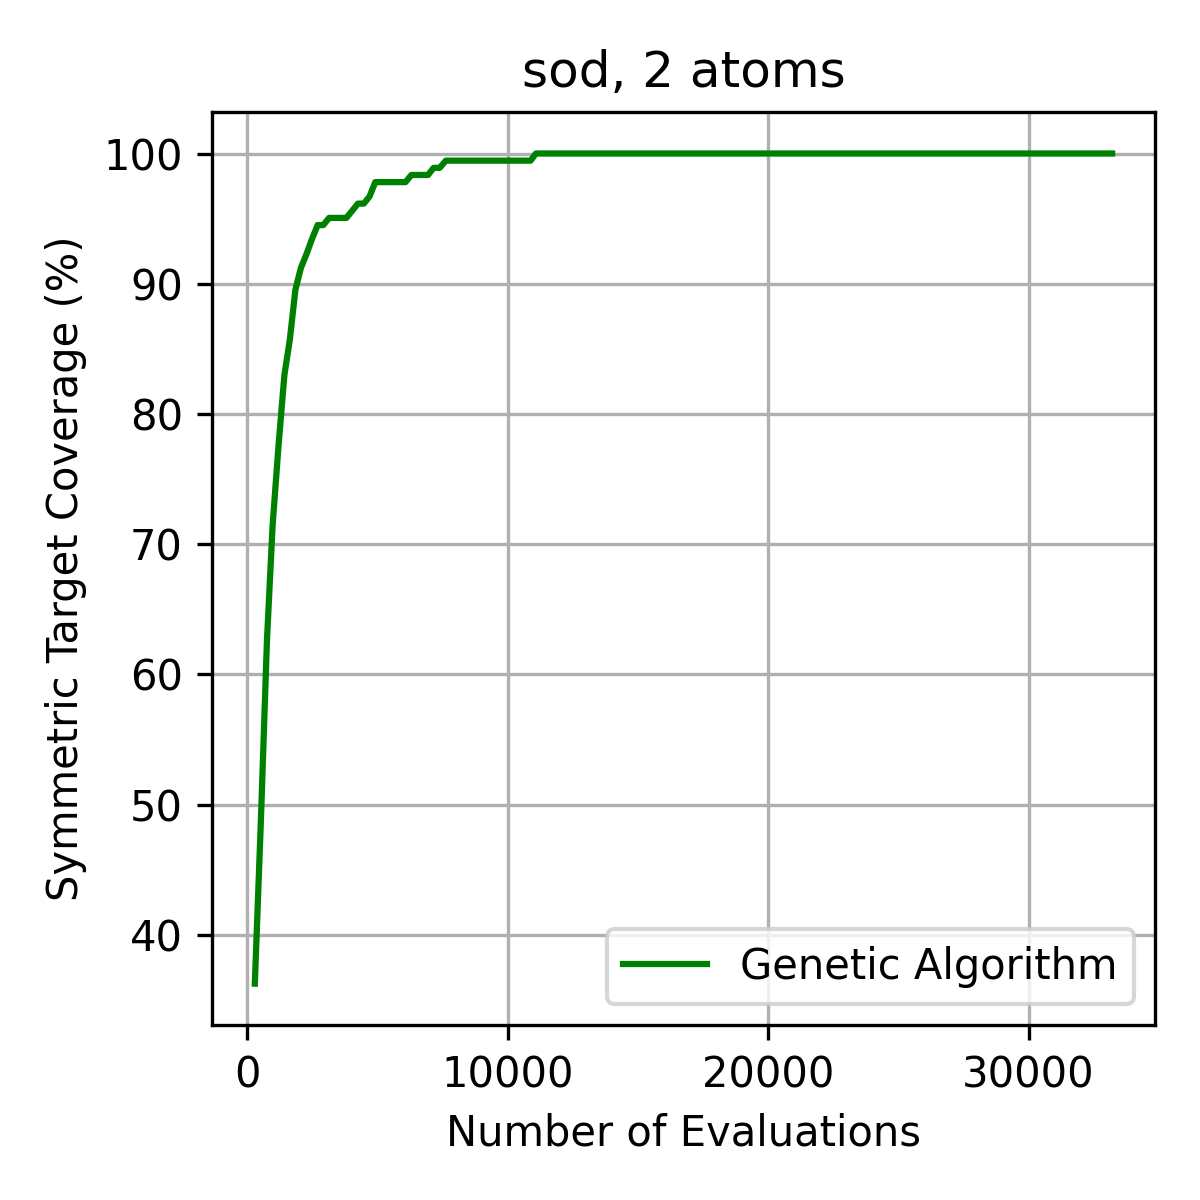 sod, 2 atoms
Symmetric Target Coverage (%)
100
90
80
70
60
50
40
Genetic Algorithm
0 10000 20000 30000
Number of Evaluations